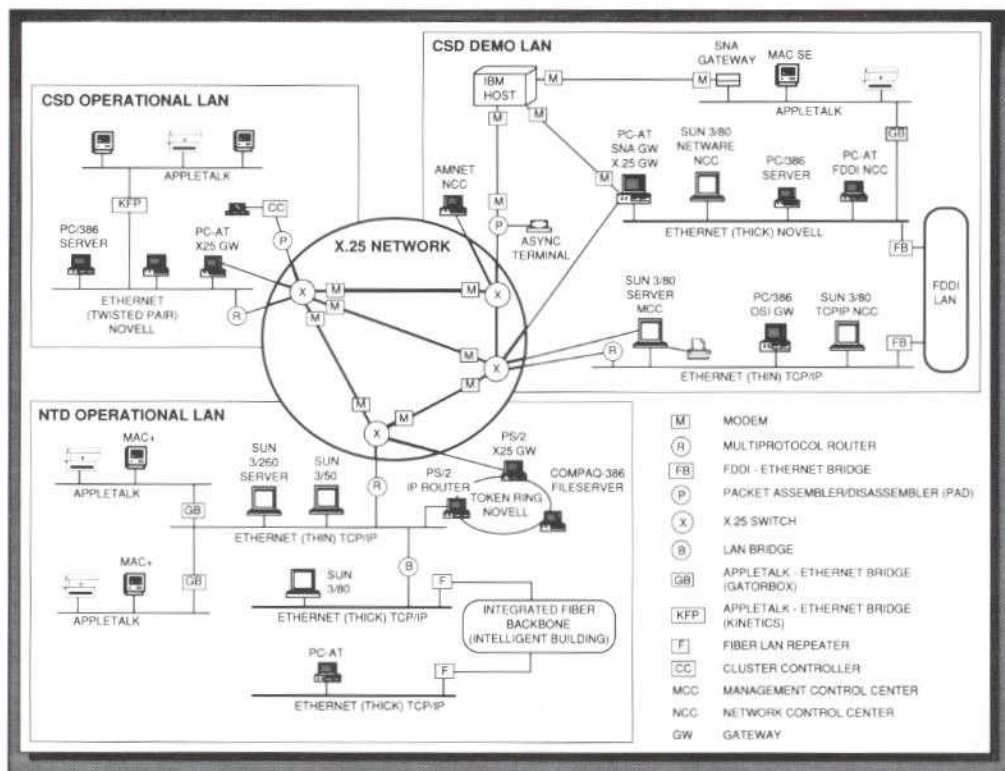 CSD OPERATIONAL LAN
APPLETALK
KFP
CC
P
PC/386
SERVER
PC-AT
X25 GW
ETHERNET
(TWISTED PAIR)
NOVELL
R
CSD DEMO LAN
IBM
HOST
M
M
SNA
GATEWAY
MAC SE
APPLETALK
M
M
GB
PC-AT
SNA GW
X.25 GW
SUN 3/80
NETWARE
NCC
PC/386
SERVER
PC-AT
FDDI NCC
AMNET
NCC
M
M
P
ASYNC
TERMINAL
ETHERNET (THICK) NOVELL
FB
FDDI
LAN
SUN 3/80
SERVER
MCC
PC/386
OSI GW
SUN 3/80
TCPIP NCC
R
FB
ETHERNET (THIN) TCP/IP
X.25 NETWORK
X
M
M
X
M
M
M
X
M
M
M
X
NTD OPERATIONAL LAN
MAC+
APPLETALK
GB
MAC+
GB
APPLETALK
SUN
3/260
SERVER
SUN
3/50
R
PS/2
X25 GW
PS/2
IP ROUTER
COMPAQ-386
FILESERVER
TOKEN RING
NOVELL
ETHERNET (THIN) TCP/IP
B
SUN
3/80
F
ETHERNET (THICK) TCP/IP
INTEGRATED FIBER
BACKBONE
(INTELLIGENT BUILDING)
PC-AT
F
ETHERNET (THICK) TCP/IP
M MODEM
R MULTIPROTOCOL ROUTER
FB FDDI - ETHERNET BRIDGE
P PACKET ASSEMBLER/DISASSEMBLER (PAD)
X X.25 SWITCH
B LAN BRIDGE
GB APPLETALK - ETHERNET BRIDGE
(GATORBOX)
KFP APPLETALK - ETHERNET BRIDGE
(KINETICS)
F FIBER LAN REPEATER
CC CLUSTER CONTROLLER
MCC MANAGEMENT CONTROL CENTER
NCC NETWORK CONTROL CENTER
GW GATEWAY